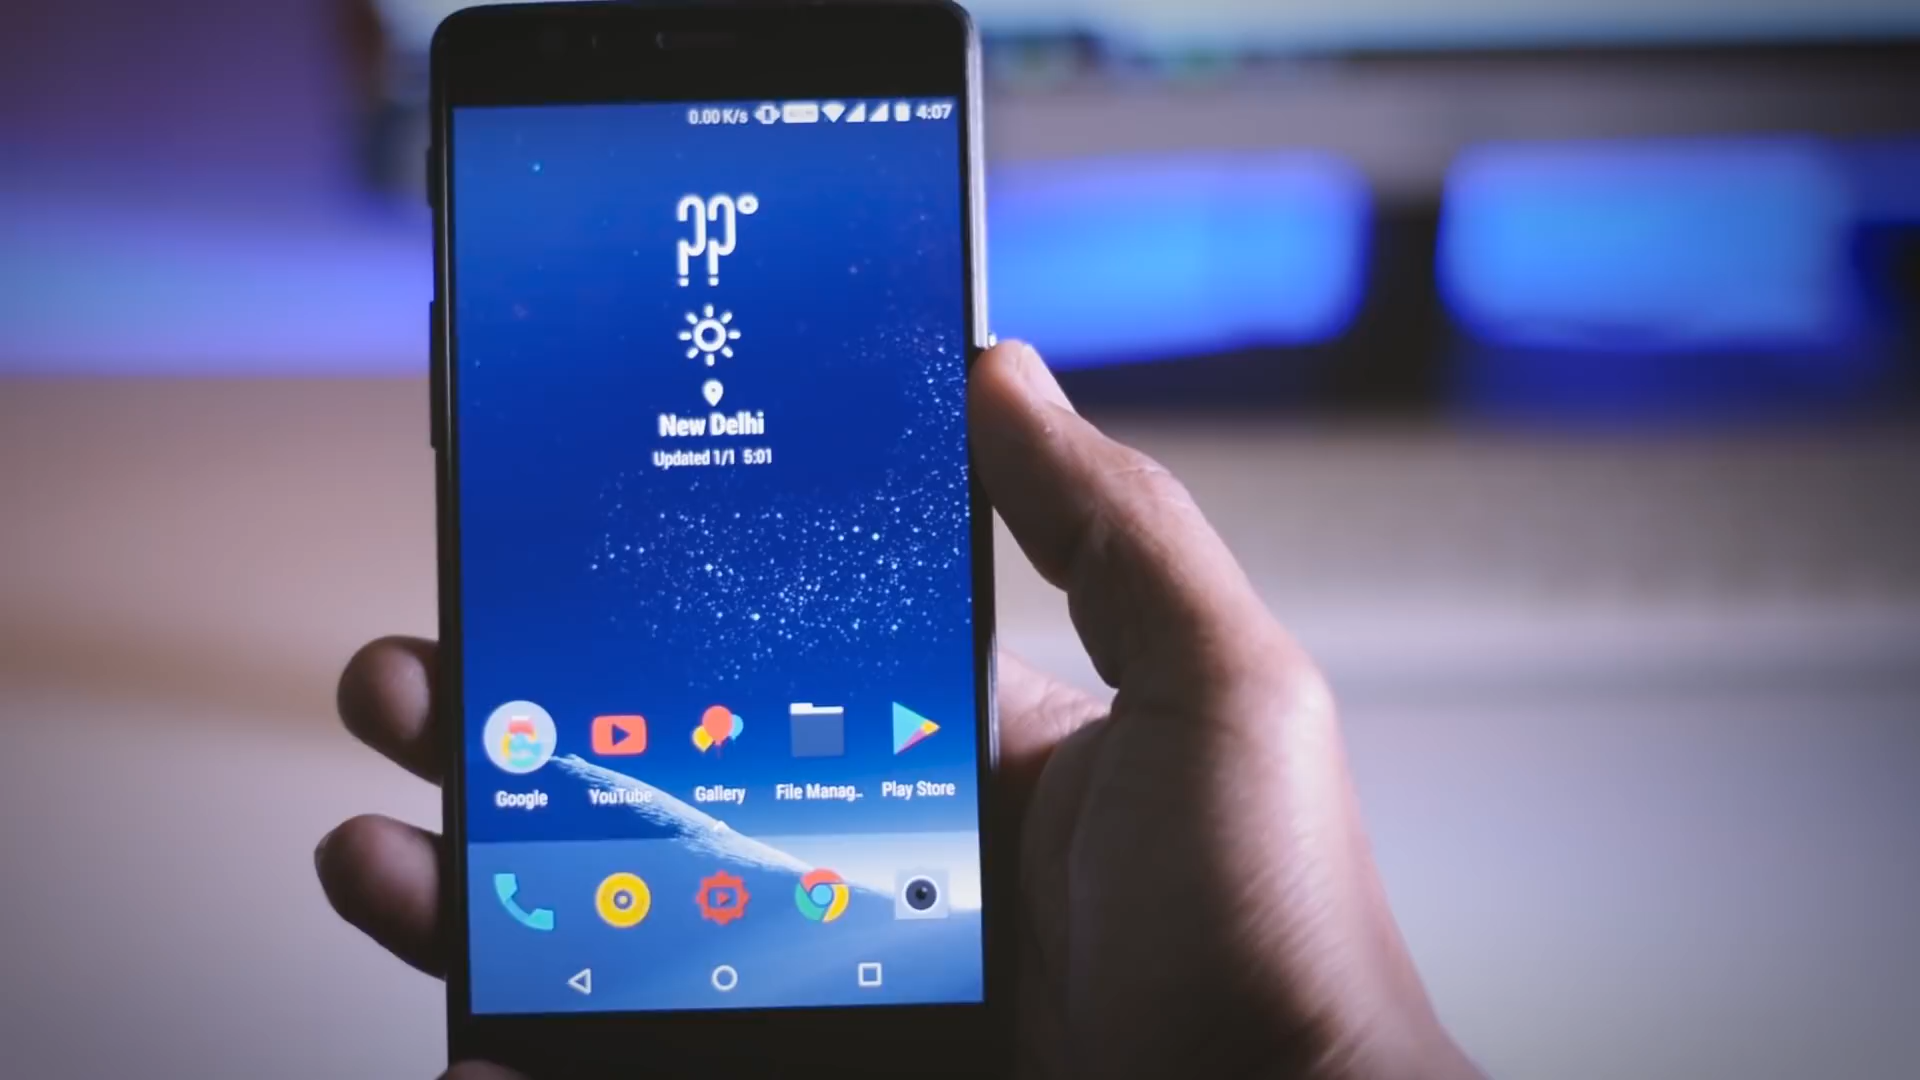 0.00 K/s 4:07
??°
New Delhi
Updated 1/1 5:01
Google YouTube Gallery File Manag.. Play Store